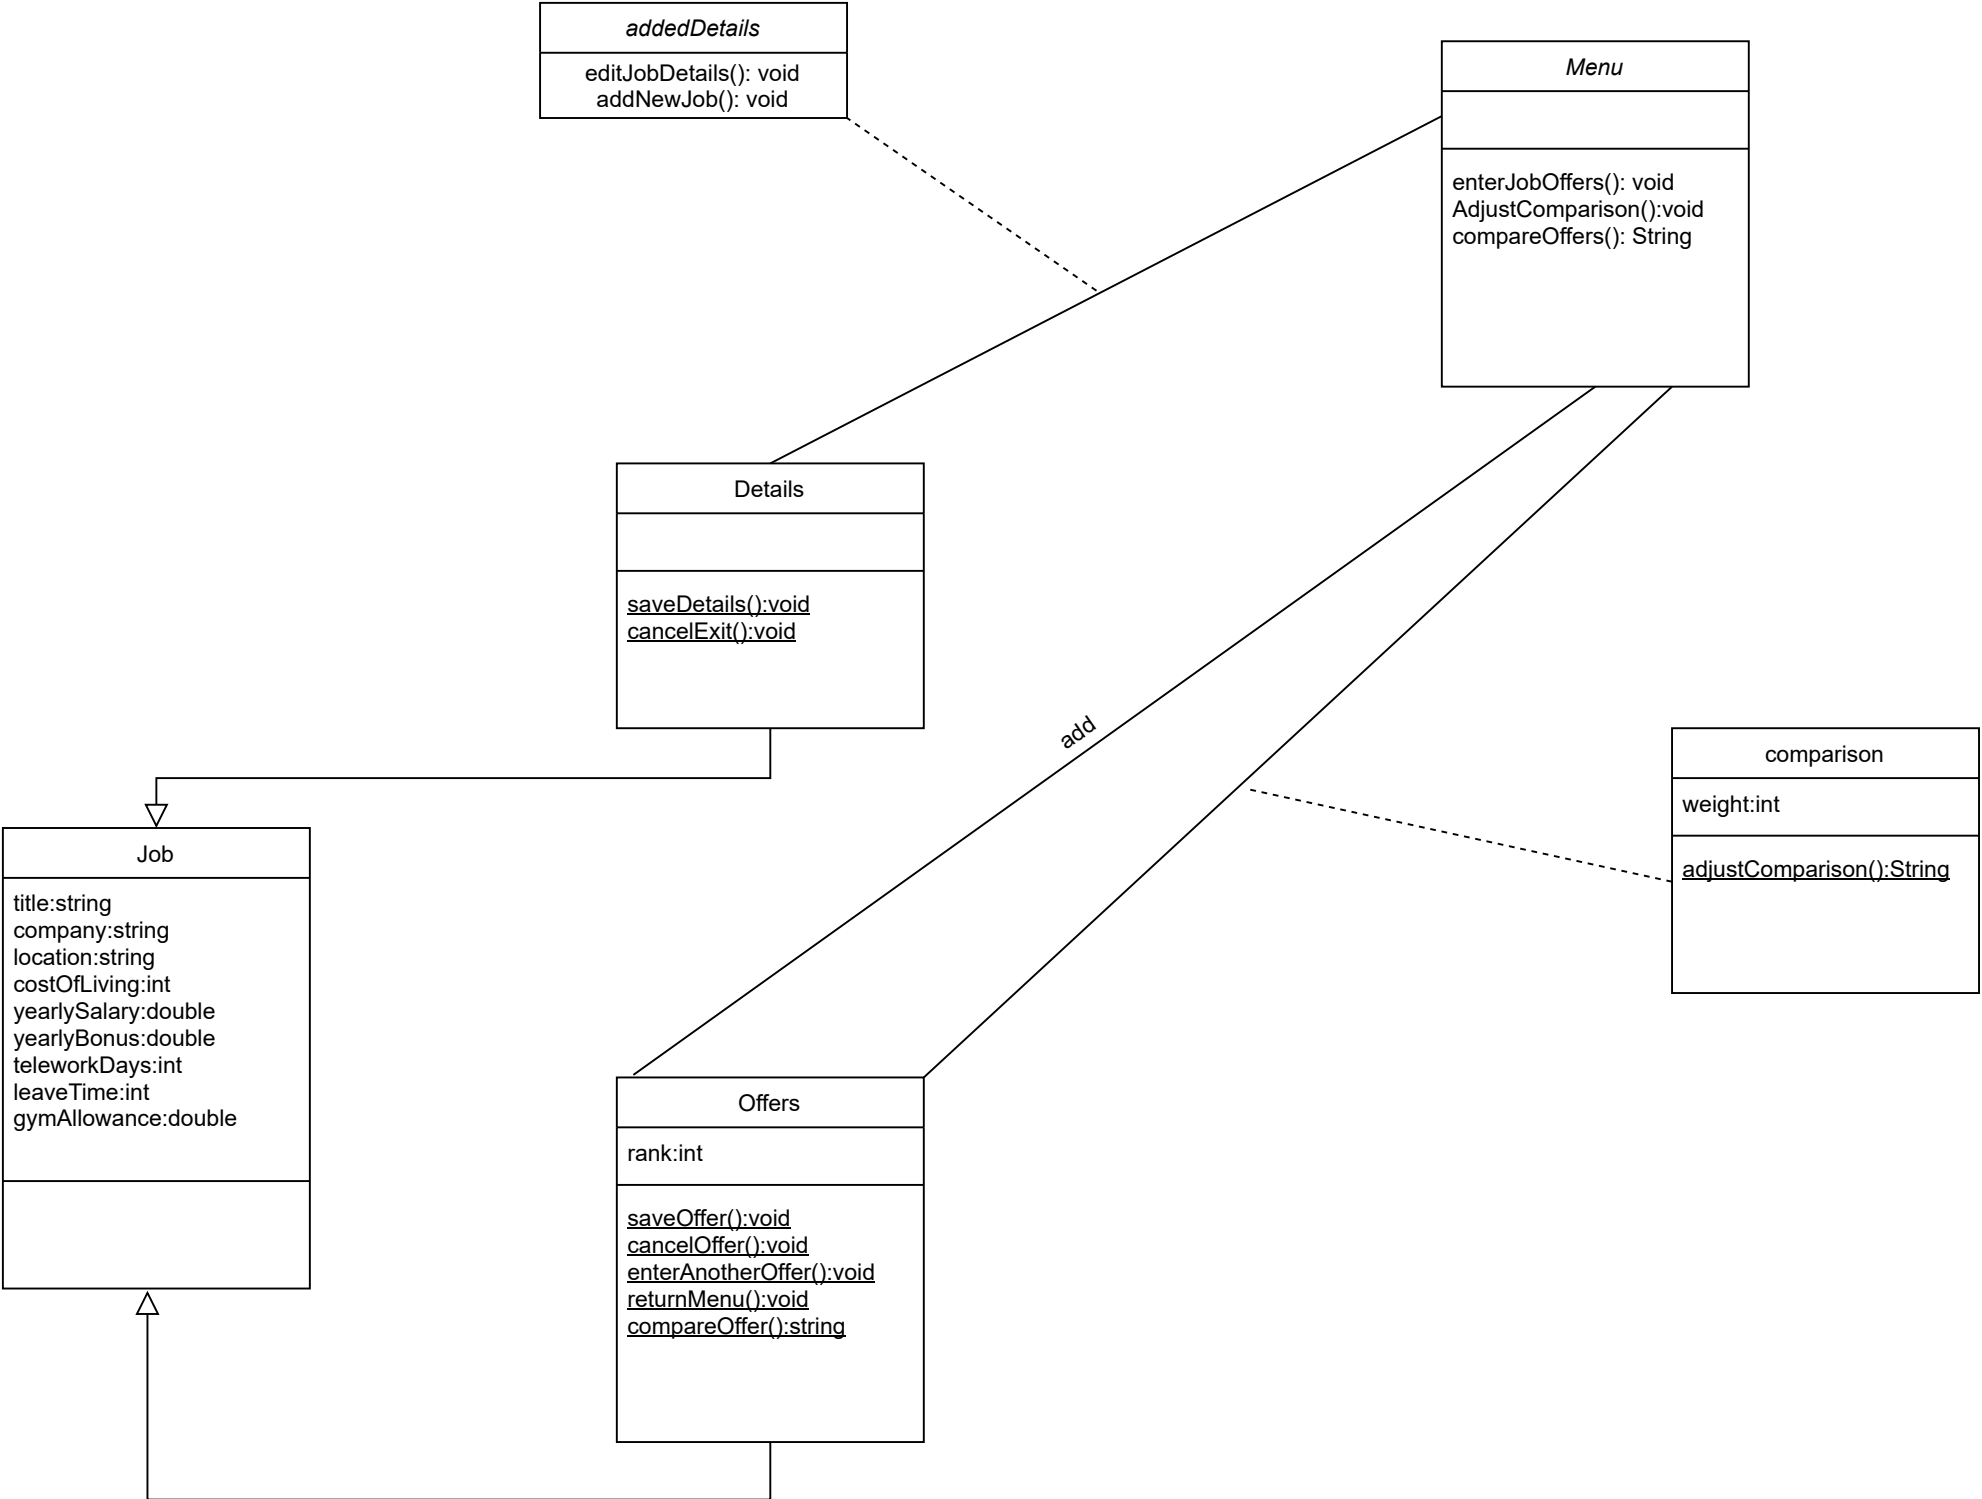 addedDetails
editJobDetails(): void
addNewJob(): void
Menu
enterJobOffers(): void
AdjustComparison():void
compareOffers(): String
Details
saveDetails():void
cancelExit():void
add
comparison
weight:int
adjustComparison():String
Job
title:string
company:string
location:string
costOfLiving:int
yearlySalary:double
yearlyBonus:double
teleworkDays:int
leaveTime:int
gymAllowance:double
Offers
rank:int
saveOffer():void
cancelOffer():void
enterAnotherOffer():void
returnMenu():void
compareOffer():string